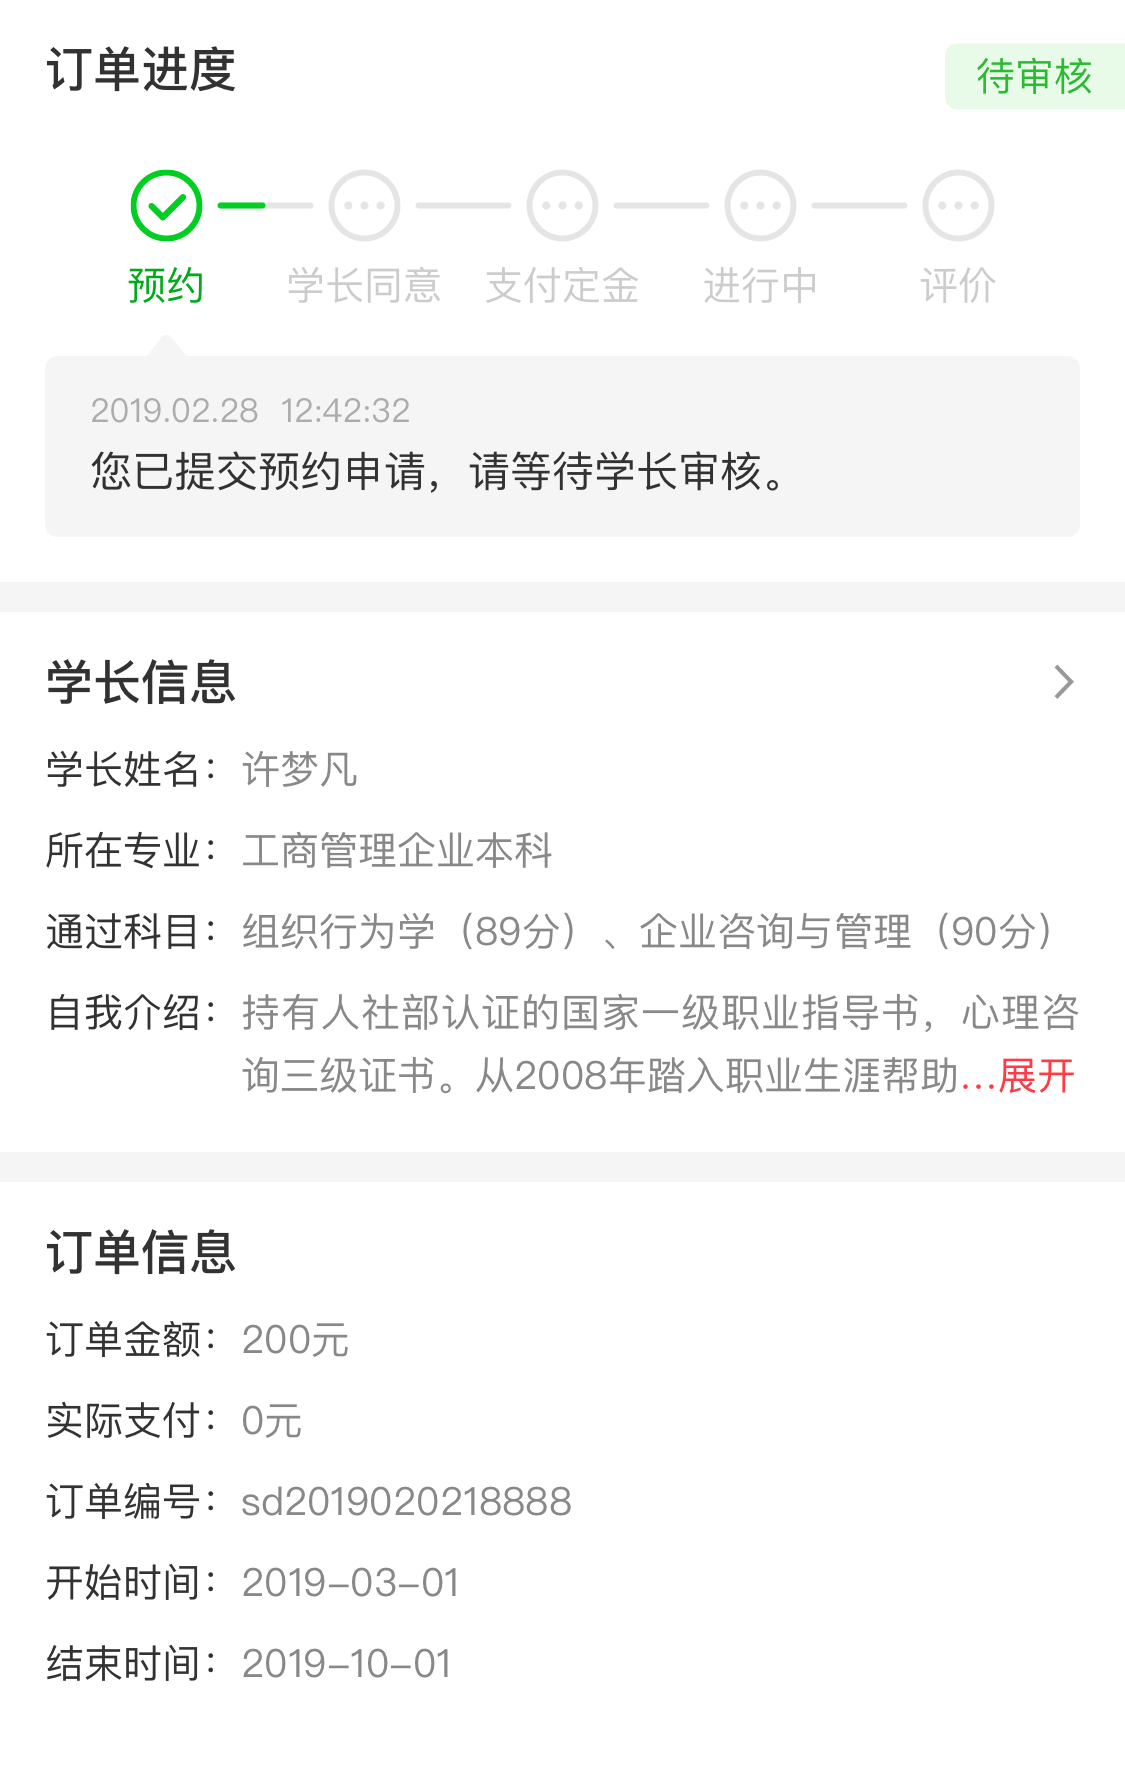 订单进度
待审核
预约 学长同意 支付定金 进行中 评价
2019.02.28 12:42:32
您已提交预约申请，请等待学长审核。
学长信息
学长姓名：许梦凡
所在专业：工商管理企业本科
通过科目：组织行为学（89分）、企业咨询与管理（90分）
自我介绍：持有人社部认证的国家一级职业指导书，心理咨
询三级证书。从2008年踏入职业生涯帮助...展开
订单信息
订单金额：200元
实际支付：0元
订单编号：sd2019020218888
开始时间：2019-03-01
结束时间：2019-10-01